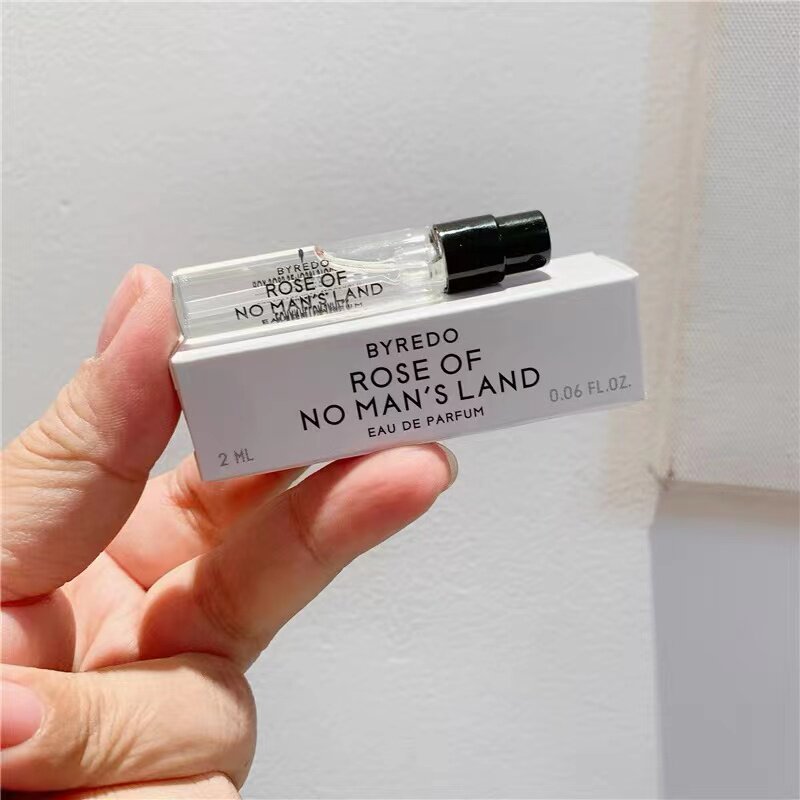 BYREDO
ROSE OF
NO MAN'S LAND
BYREDO
ROSE OF
NO MAN'S LAND
EAU DE PARFUM
2 ML
0.06 FL.OZ.